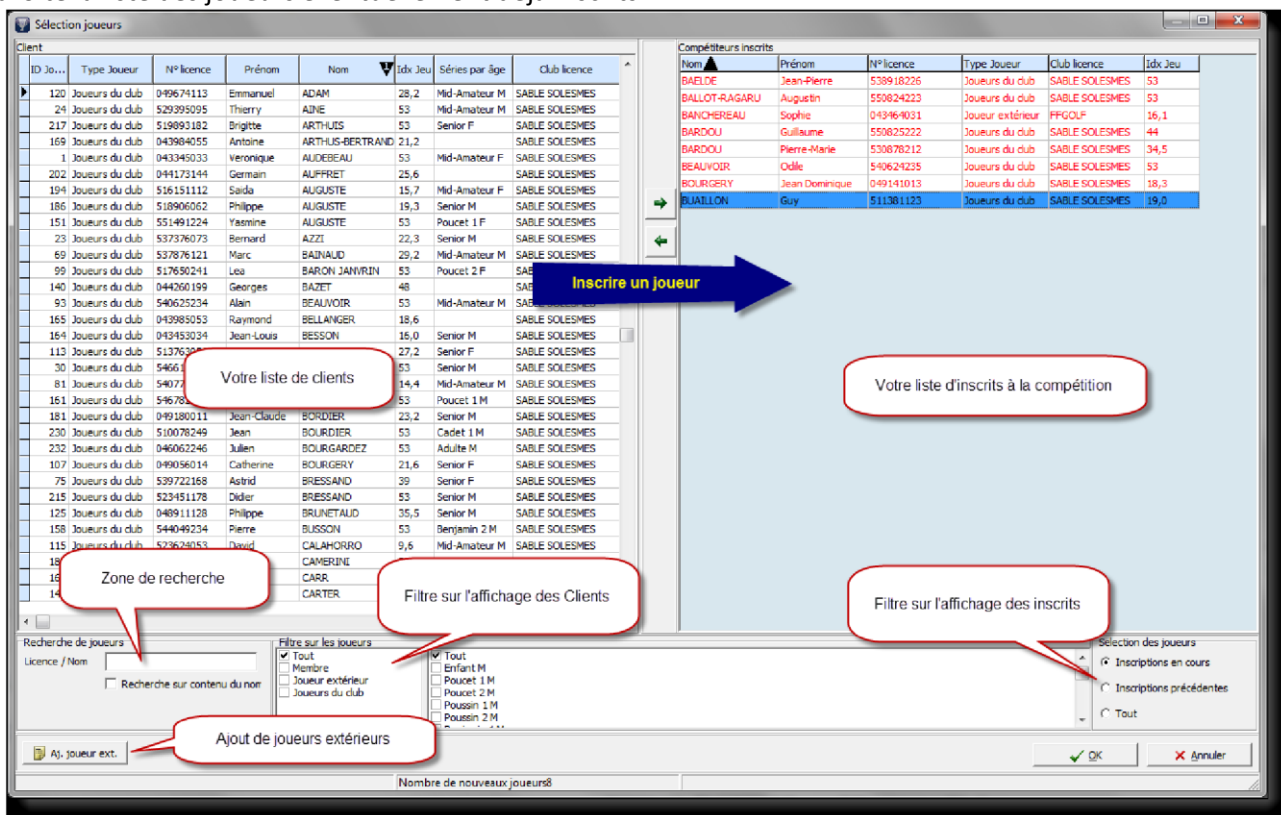 Sélection joueurs
Client
ID Jo... Type Joueur N° licence Prénom Nom Idx Jeu Séries par âge Club licence
120 Joueurs du club 049674113 Emmanuel ADAM 28,2 Mid-Amateur M SABLE SOLESMES
24 Joueurs du club 529395095 Thierry AINE 53 Mid-Amateur M SABLE SOLESMES
217 Joueurs du club 519893182 Brigitte ARTHUIS 53 Senior F SABLE SOLESMES
169 Joueurs du club 043984055 Antoine ARTHUS-BERTRAND 21,2 SABLE SOLESMES
1 Joueurs du club 043345033 Veronique AUDEBEAU 53 Mid-Amateur F SABLE SOLESMES
202 Joueurs du club 044173144 Germain AUFFRET 25,6 SABLE SOLESMES
194 Joueurs du club 516151112 Saida AUGUSTE 15,7 Mid-Amateur F SABLE SOLESMES
186 Joueurs du club 518906062 Philippe AUGUSTE 19,3 Senior M SABLE SOLESMES
151 Joueurs du club 551491224 Yasmine AUGUSTE 53 Poucet 1 F SABLE SOLESMES
23 Joueurs du club 537376073 Bernard AZZI 22,3 Senior M SABLE SOLESMES
69 Joueurs du club 537876121 Marc BAINAUD 29,2 Mid-Amateur M SABLE SOLESMES
99 Joueurs du club 517650241 Lea BARON JANVRIN 53 Poucet 2 F
140 Joueurs du club 044260199 Georges BAZET 48
93 Joueurs du club 540625234 Alain BEAUVOIR 53 Mid-Amateur M SABLE SOLESMES
165 Joueurs du club 043985053 Raymond BELLANGER 18,6 SABLE SOLESMES
164 Joueurs du club 043453034 Jean-Louis BESSON 16,0 Senior M SABLE SOLESMES
113 Joueurs du club 27,2 Senior F SABLE SOLESMES
30 Joueurs du club 53 Senior M SABLE SOLESMES
81 Joueurs du club 14,4 Mid-Amateur M SABLE SOLESMES
161 Joueurs du club 53 Poucet 1 M SABLE SOLESMES
181 Joueurs du club 049180011 Jean-Claude BORDIER 23,2 Senior M SABLE SOLESMES
230 Joueurs du club 510078249 Jean BOURDIER 53 Cadet 1 M SABLE SOLESMES
232 Joueurs du club 046062246 Julien BOURGARDEZ 53 Adulte M SABLE SOLESMES
107 Joueurs du club 049056014 Catherine BOURGERY 21,6 Senior F SABLE SOLESMES
75 Joueurs du club 539722168 Astrid BRESSAND 39 Senior F SABLE SOLESMES
215 Joueurs du club 523451178 Didier BRESSAND 53 Senior M SABLE SOLESMES
125 Joueurs du club 048911128 Philippe BRUNETAUD 35,5 Senior M SABLE SOLESMES
158 Joueurs du club 544049234 Pierre BUSSON 53 Benjamin 2 M SABLE SOLESMES
115 Joueurs du club 523624053 David CALAHORRO 9,6 Mid-Amateur M SABLE SOLESMES
CAMERINI
CARR
CARTER
Compétiteurs inscrits
Nom Prénom N° licence Type Joueur Club licence Idx Jeu
BAELDE Jean-Pierre 538918226 Joueurs du club SABLE SOLESMES 53
BALLOT-RAGARU Augustin 550824223 Joueurs du club SABLE SOLESMES 53
BANCHEREAU Sophie 043464031 Joueur extérieur FFGOLF 16,1
BARDOU Guillaume 550825222 Joueurs du club SABLE SOLESMES 44
BARDOU Pierre-Marie 530878212 Joueurs du club SABLE SOLESMES 34,5
BEAUVOIR Odile 540624235 Joueurs du club SABLE SOLESMES 53
BOURGERY Jean Dominique 049141013 Joueurs du club SABLE SOLESMES 18,3
BUAILLON Guy 511381123 Joueurs du club SABLE SOLESMES 19,0
Inscrire un joueur
Votre liste de clients
Votre liste d'inscrits à la compétition
Zone de recherche
Filtre sur l'affichage des Clients
Filtre sur l'affichage des inscrits
Recherche de joueurs
Licence / Nom
Recherche sur contenu du nom
Filtre sur les joueurs
Tout
Membre
Joueur extérieur
Joueurs du club
Tout
Enfant M
Poucet 1 M
Poucet 2 M
Poussin 1 M
Poussin 2 M
Sélection des joueurs
Inscriptions en cours
Inscriptions précédentes
Tout
Ajout de joueurs extérieurs
Aj. joueur ext.
OK
Annuler
Nombre de nouveaux joueurs8